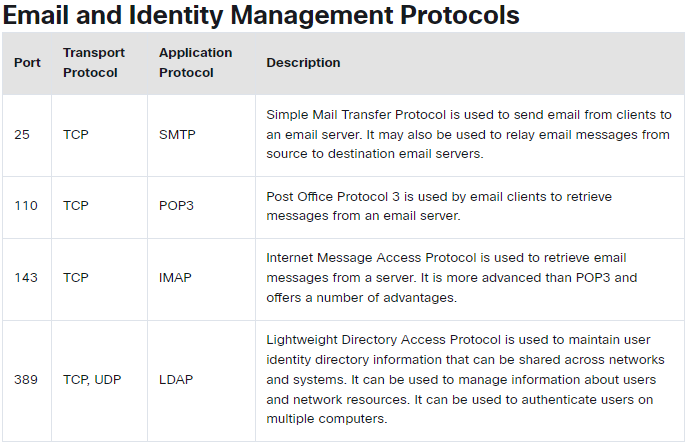 Email and Identity Management Protocols
Port
Transport
Protocol
Application
Protocol
Description
25
TCP
SMTP
Simple Mail Transfer Protocol is used to send email from clients to
an email server. It may also be used to relay email messages from
source to destination email servers.
110
TCP
POP3
Post Office Protocol 3 is used by email clients to retrieve
messages from an email server.
143
TCP
IMAP
Internet Message Access Protocol is used to retrieve email
messages from a server. It is more advanced than POP3 and
offers a number of advantages.
389
TCP, UDP
LDAP
Lightweight Directory Access Protocol is used to maintain user
identity directory information that can be shared across networks
and systems. It can be used to manage information about users
and network resources. It can be used to authenticate users on
multiple computers.